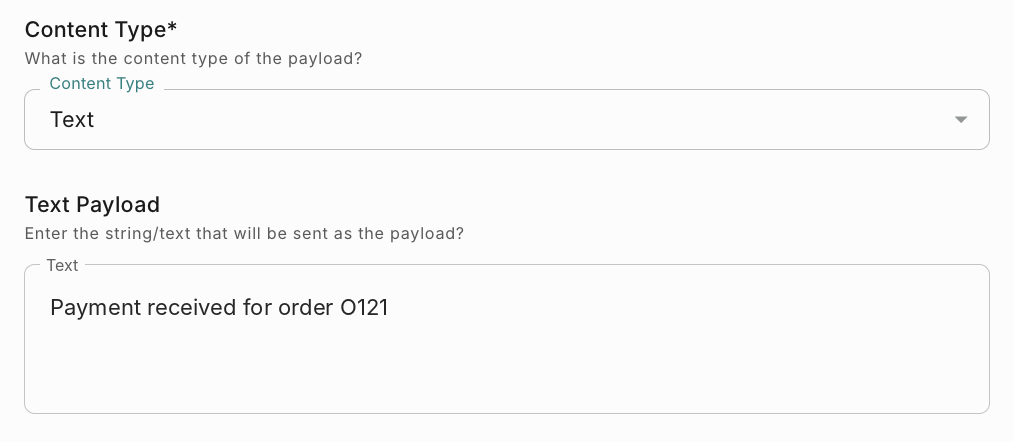 Content Type*
What is the content type of the payload?
Content Type
Text
Text Payload
Enter the string/text that will be sent as the payload?
Text
Payment received for order O121